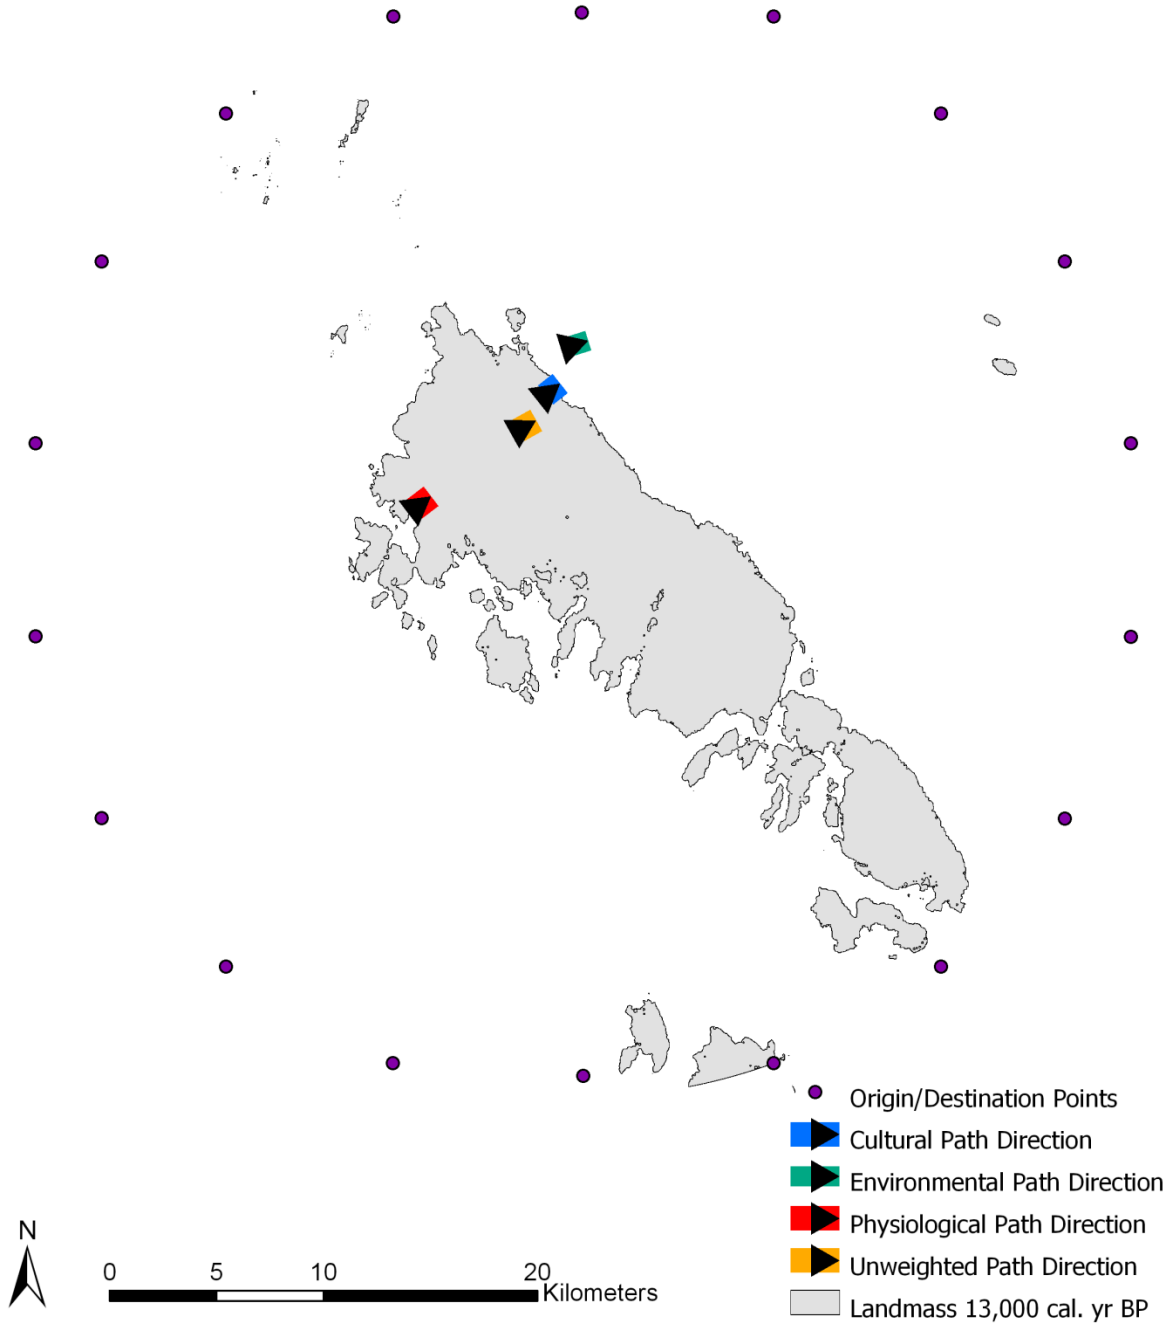 Origin/Destination Points
Cultural Path Direction
Environmental Path Direction
Physiological Path Direction
Unweighted Path Direction
Landmass 13,000 cal. yr BP
N
0 5 10 20
Kilometers